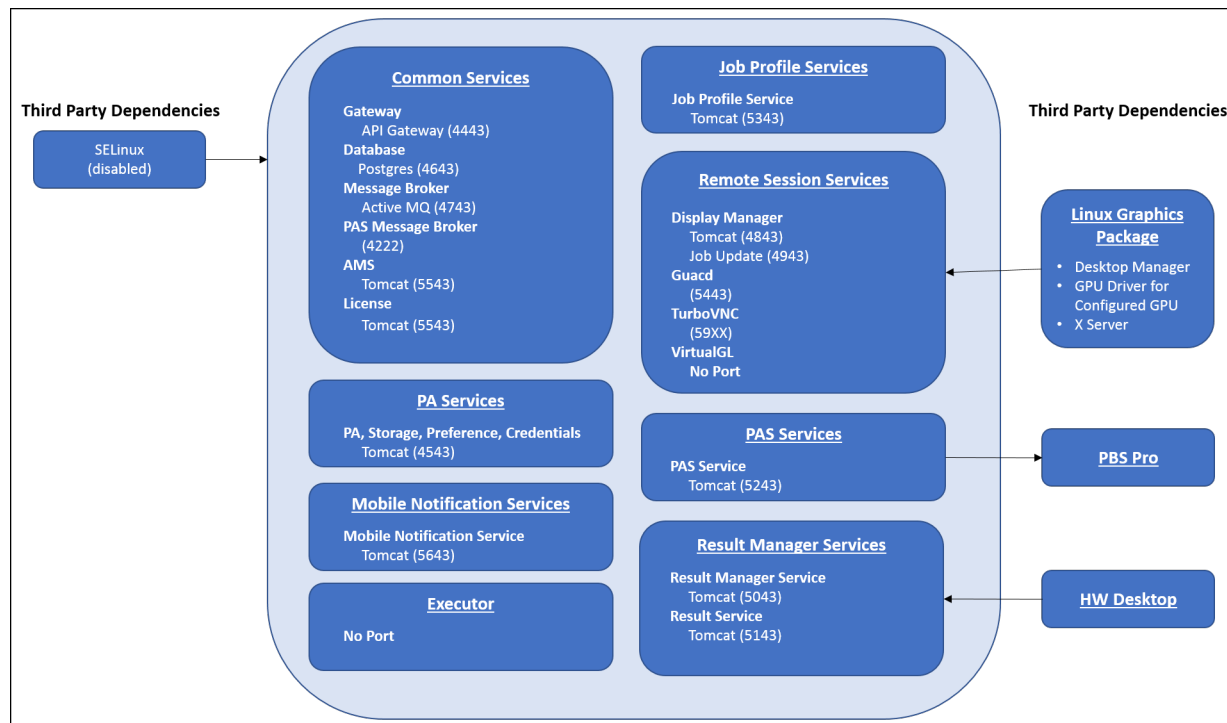 Third Party Dependencies
SELinux
(disabled)
Common Services
Gateway
API Gateway (4443)
Database
Postgres (4643)
Message Broker
Active MQ (4743)
PAS Message Broker
(4222)
AMS
Tomcat (5543)
License
Tomcat (5543)
PA Services
PA, Storage, Preference, Credentials
Tomcat (4543)
Mobile Notification Services
Mobile Notification Service
Tomcat (5643)
Executor
No Port
Job Profile Services
Job Profile Service
Tomcat (5343)
Remote Session Services
Display Manager
Tomcat (4843)
Job Update (4943)
Guacd
(5443)
TurboVNC
(59XX)
VirtualGL
No Port
PAS Services
PAS Service
Tomcat (5243)
Result Manager Services
Result Manager Service
Tomcat (5043)
Result Service
Tomcat (5143)
Third Party Dependencies
Linux Graphics
Package
• Desktop Manager
• GPU Driver for
Configured GPU
• X Server
PBS Pro
HW Desktop